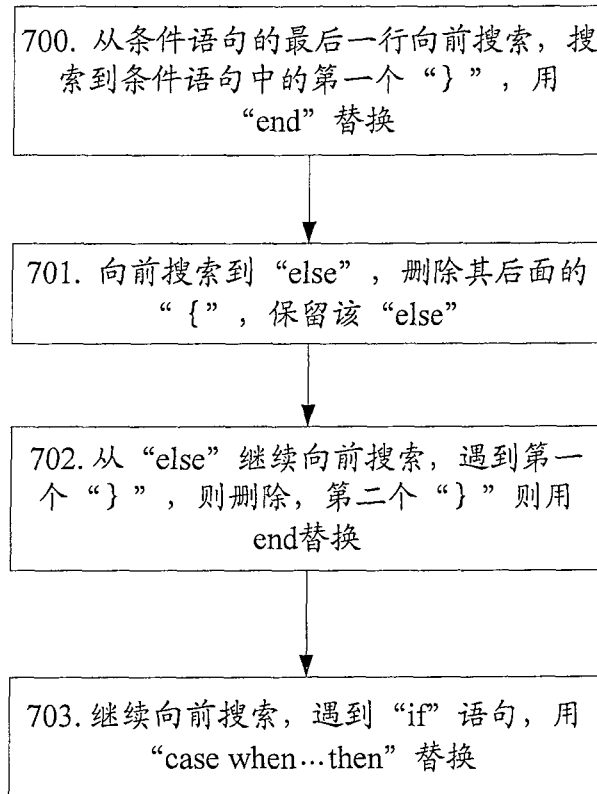 700. 从条件语句的最后一行向前搜索，搜
索到条件语句中的第一个“}”，用
“end”替换
701. 向前搜索到“else”，删除其后面的
“{”，保留该“else”
702. 从“else”继续向前搜索，遇到第一
个“}”，则删除，第二个“}”则用
end替换
703. 继续向前搜索，遇到“if”语句，用
“case when…then”替换